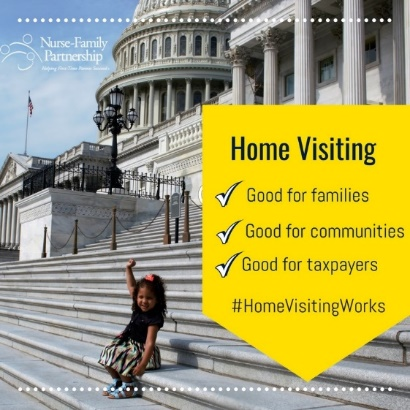 Nurse-Family
Partnership
Helping First-Time Parents Succeed
Home Visiting
Good for families
Good for communities
Good for taxpayers
#HomeVisitingWorks